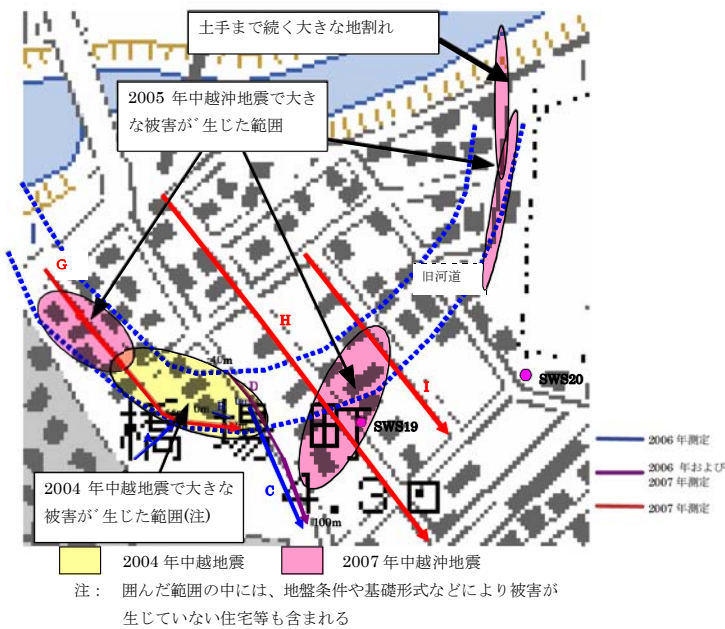 土手まで続く大きな地割れ
2005 年中越沖地震で大き
な被害が゛生じた範囲
G
旧河道
H
I
40m
D
0m
SWS20
SWS19
橋場町
C
100m
2004 年中越地震で大きな
被害が゛生じた範囲(注)
2006 年測定
2006 年および
2007 年測定
2007 年測定
2004 年中越地震
2007 年中越沖地震
注： 囲んだ範囲の中には、地盤条件や基礎形式などにより被害が
生じていない住宅等も含まれる